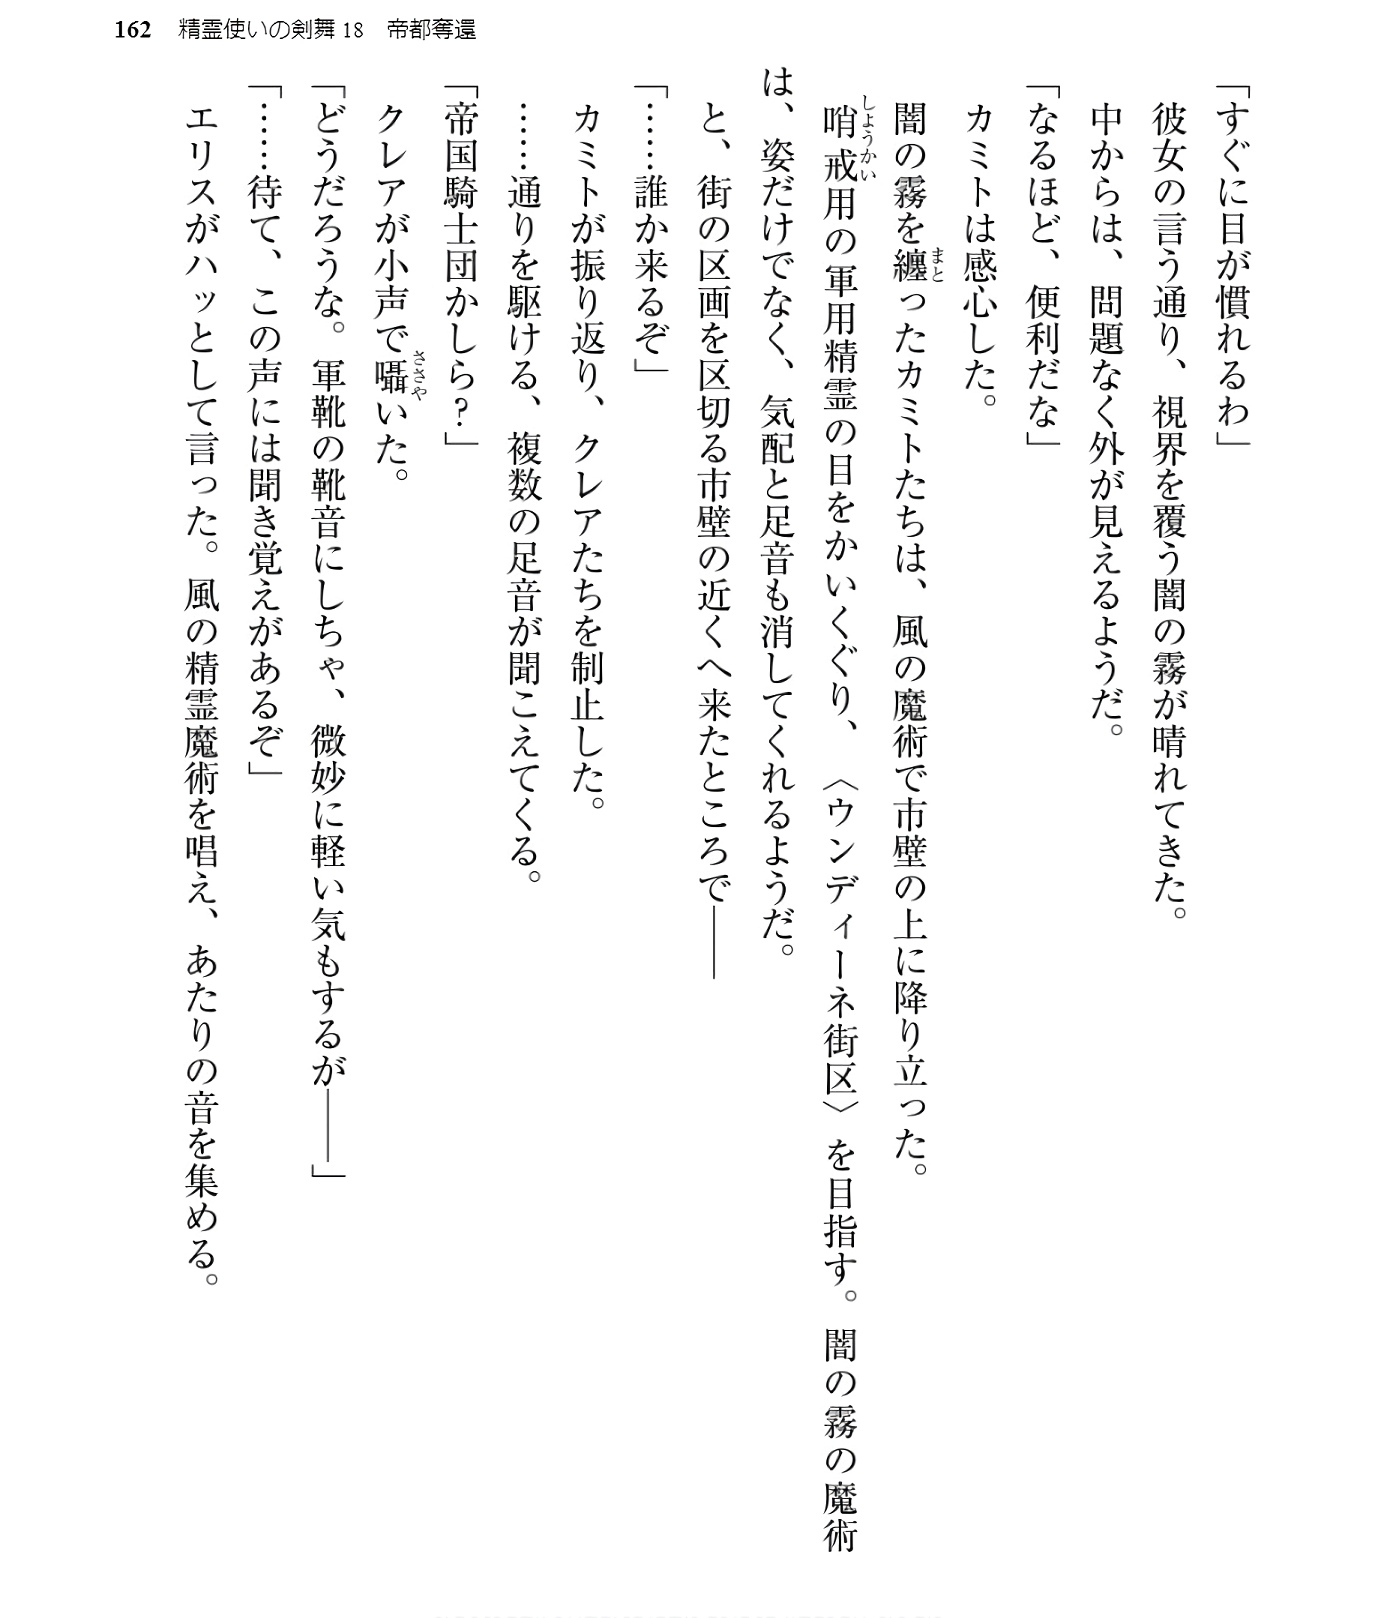 162 精霊使いの剣舞 18 帝都奪還
「すぐに目が慣れるわ」
彼女の言う通り、視界を覆う闇の霧が晴れてきた。
中からは、問題なく外が見えるようだ。
「なるほど、便利だな」
カミトは感心した。
闇の霧を纏ったカミトたちは、風の魔術で市壁の上に降り立った。
哨戒用の軍用精霊の目をかいくぐり、〈ウンディーネ街区〉を目指す。闇の霧の魔術
は、姿だけでなく、気配と足音も消してくれるようだ。
と、街の区画を区切る市壁の近くへ来たところで――
「……誰か来るぞ」
カミトが振り返り、クレアたちを制止した。
……通りを駆ける、複数の足音が聞こえてくる。
「帝国騎士団かしら?」
クレアが小声で囁いた。
「どうだろうな。軍靴の靴音にしちゃ、微妙に軽い気もするが――」
「……待て、この声には聞き覚えがあるぞ」
エリスがハッとして言った。風の精霊魔術を唱え、あたりの音を集める。